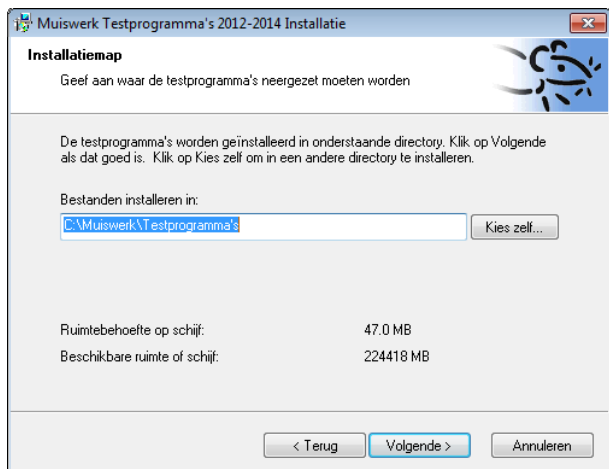 Muiswerk Testprogramma's 2012-2014 Installatie
Installatiemap
Geef aan waar de testprogramma's neergezet moeten worden
De testprogramma's worden geïnstalleerd in onderstaande directory. Klik op Volgende
als dat goed is. Klik op Kies zelf om in een andere directory te installeren.
Bestanden installeren in:
C:\Muiswerk\Testprogramma's
Kies zelf...
Ruimtebehoefte op schijf: 47.0 MB
Beschikbare ruimte of schijf: 224418 MB
< Terug Volgende > Annuleren